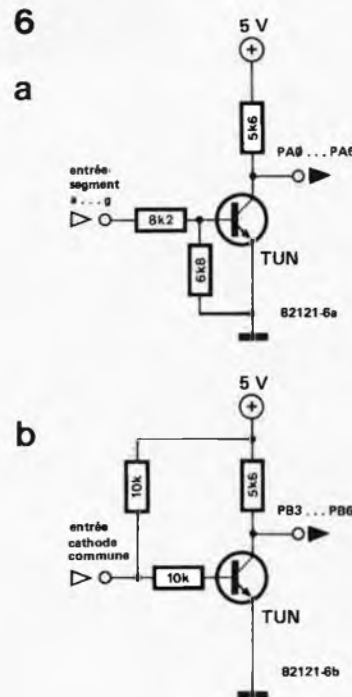 6
a
5 V
5k6
PA0 ... PA6
entrée-
segment
a ... g
8k2
TUN
6k8
82121-6a
b
5 V
10k
5k6
PB3 ... PB6
entrée
cathode
commune
10k
TUN
82121-6b